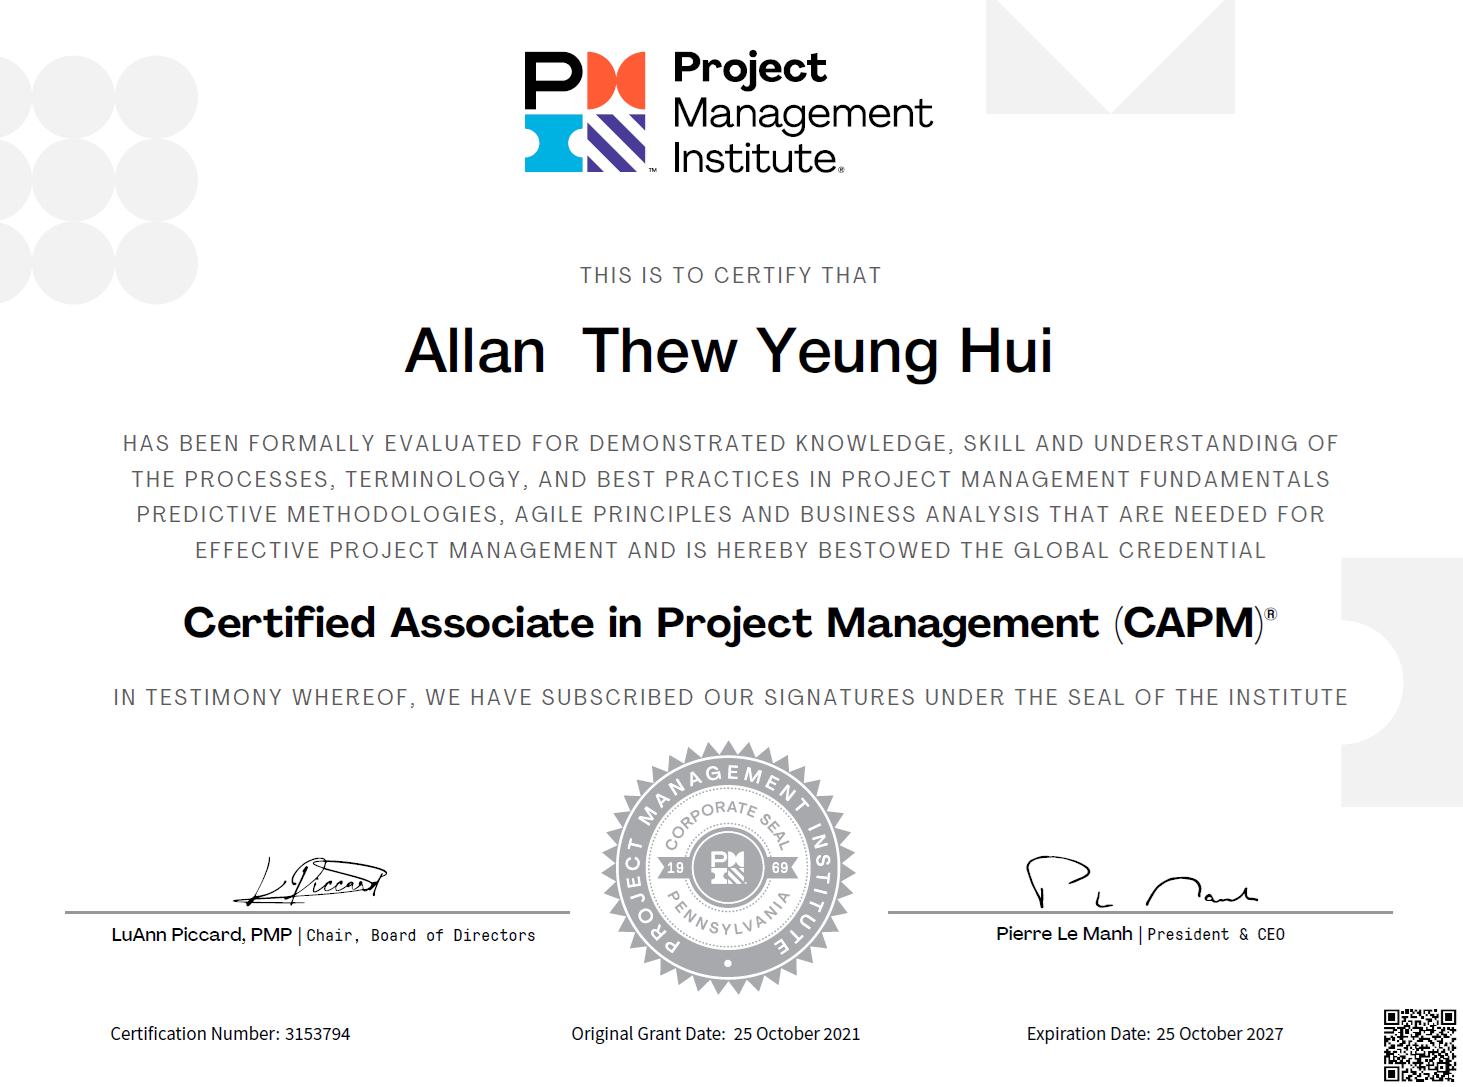 PM
Project
Management
Institute®
™
THIS IS TO CERTIFY THAT
Allan  Thew Yeung Hui
HAS BEEN FORMALLY EVALUATED FOR DEMONSTRATED KNOWLEDGE, SKILL AND UNDERSTANDING OF
THE PROCESSES, TERMINOLOGY, AND BEST PRACTICES IN PROJECT MANAGEMENT FUNDAMENTALS
PREDICTIVE METHODOLOGIES, AGILE PRINCIPLES AND BUSINESS ANALYSIS THAT ARE NEEDED FOR
EFFECTIVE PROJECT MANAGEMENT AND IS HEREBY BESTOWED THE GLOBAL CREDENTIAL
Certified Associate in Project Management (CAPM)®
IN TESTIMONY WHEREOF, WE HAVE SUBSCRIBED OUR SIGNATURES UNDER THE SEAL OF THE INSTITUTE
PROJECT MANAGEMENT INSTITUTE
CORPORATE SEAL
19 69
PENNSYLVANIA
L Piccard
LuAnn Piccard, PMP | Chair, Board of Directors
P L Manh
Pierre Le Manh | President & CEO
Certification Number: 3153794
Original Grant Date: 25 October 2021
Expiration Date: 25 October 2027